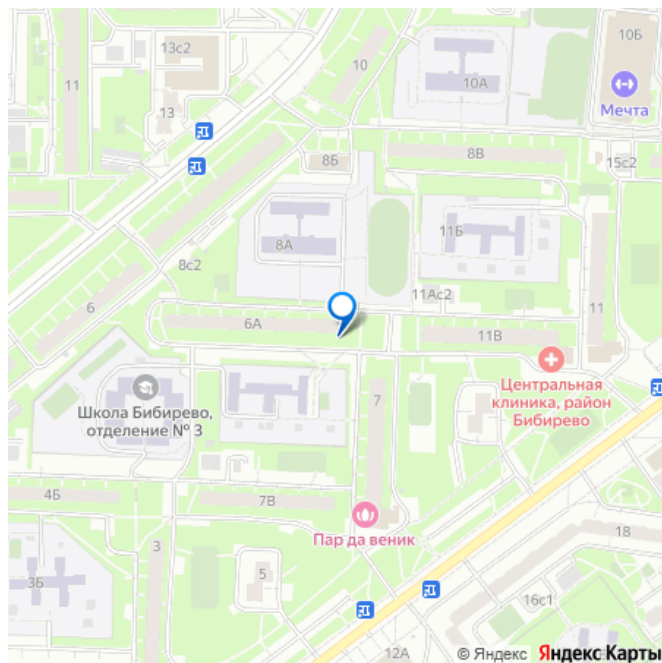 13с2
10
10Б
11
10А
Мечта
13
8Б
8В
15с2
8А
11Б
8с2
11Ас2
6
6А
11В
11
Школа Бибирево,
отделение № 3
7
Центральная
клиника, район
Бибирево
4Б
7В
Пар да веник
18
3
5
3Б
16с1
12А
© Яндекс Яндекс Карты